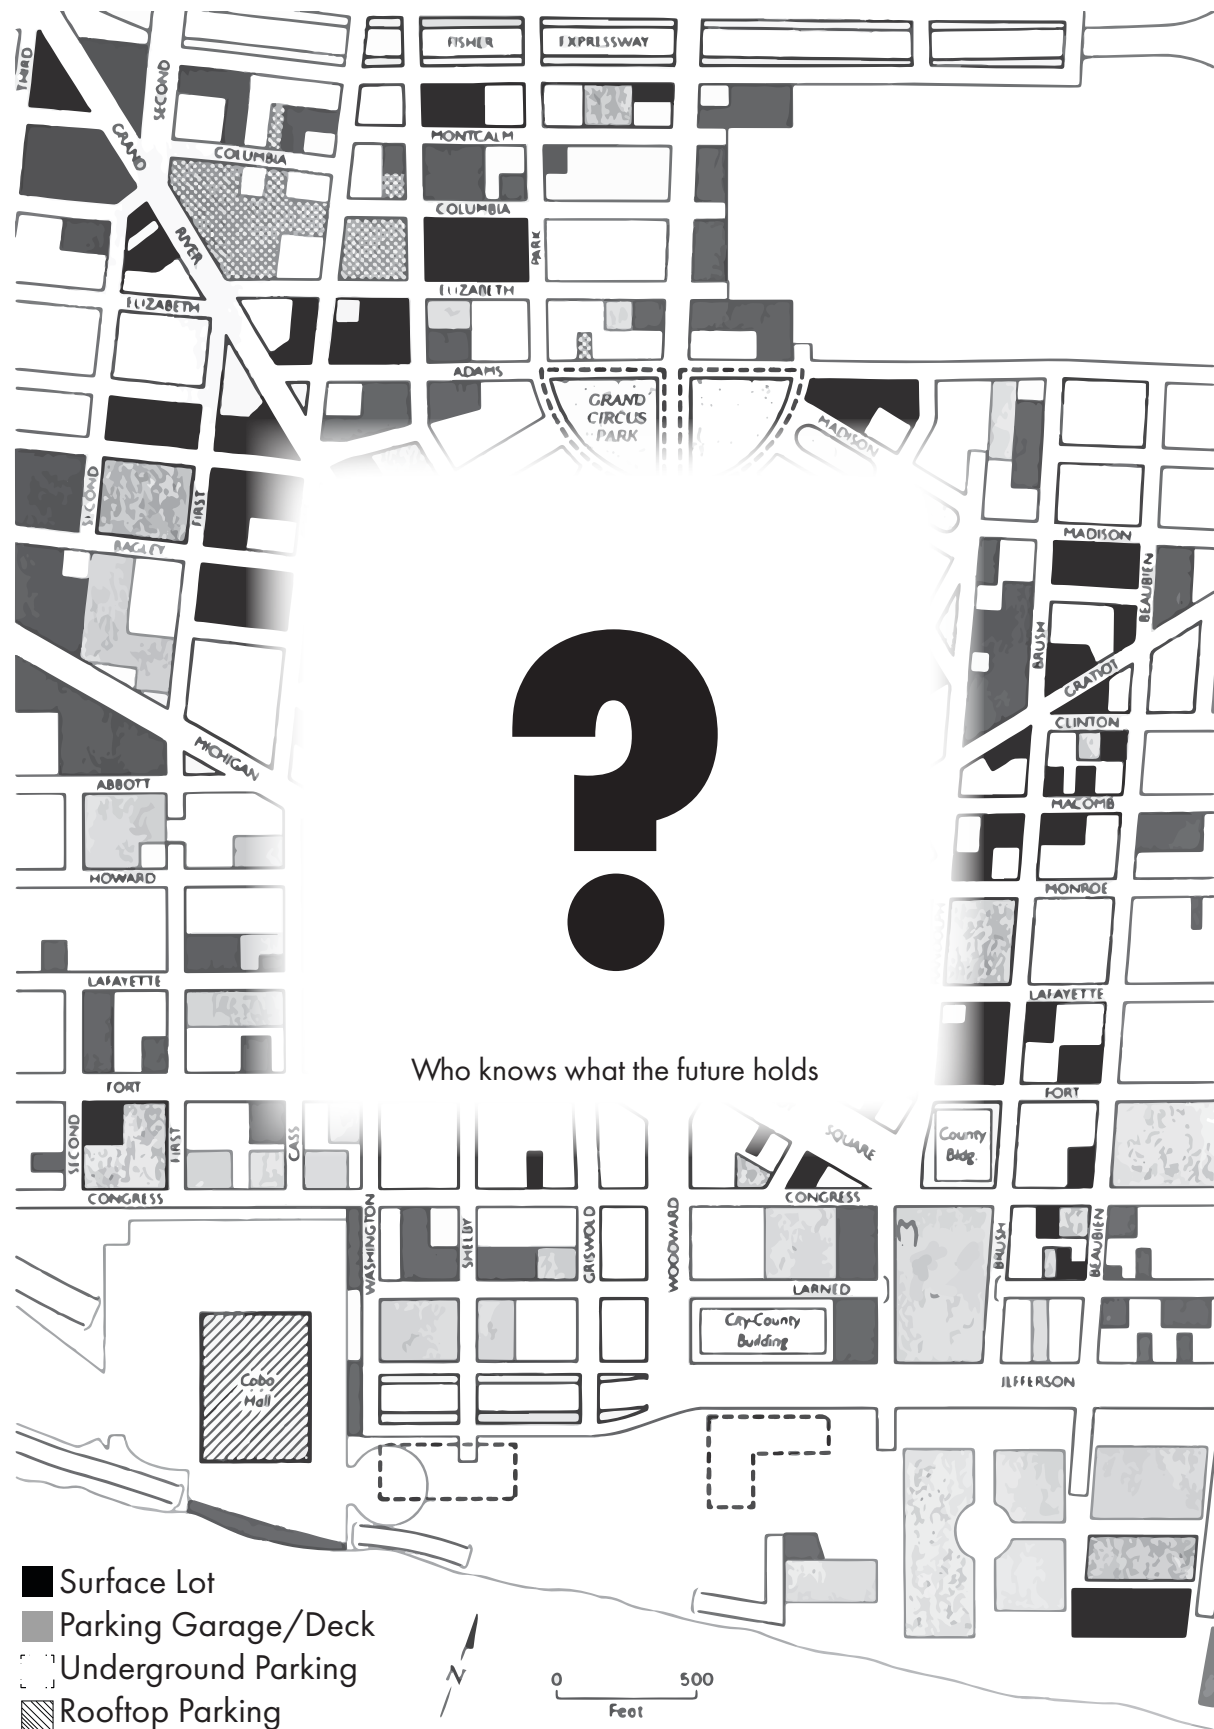 FISHER
EXPRESSWAY
THIRD
SECOND
GRAND
MONTCALM
COLUMBIA
COLUMBIA
RIVER
PARK
ELIZABETH
ELIZABETH
ADAMS
GRAND
CIRCUS
PARK
MADISON
SECOND
FIRST
BAGLEY
MADISON
BEAUBIEN
BRUSH
GRATIOT
CLINTON
MICHIGAN
ABBOTT
MACOMB
HOWARD
MONROE
LAFAYETTE
LAFAYETTE
?
Who knows what the future holds
FORT
FORT
SECOND
FIRST
CASS
SQUARE
County
Bldg.
CONGRESS
CONGRESS
WASHINGTON
SHELBY
GRISWOLD
WOODWARD
BRUSH
BEAUBIEN
LARNED
City-County
Building
JEFFERSON
Cobo
Hall
Surface Lot
Parking Garage/Deck
Underground Parking
Rooftop Parking
N
0 500
Feet